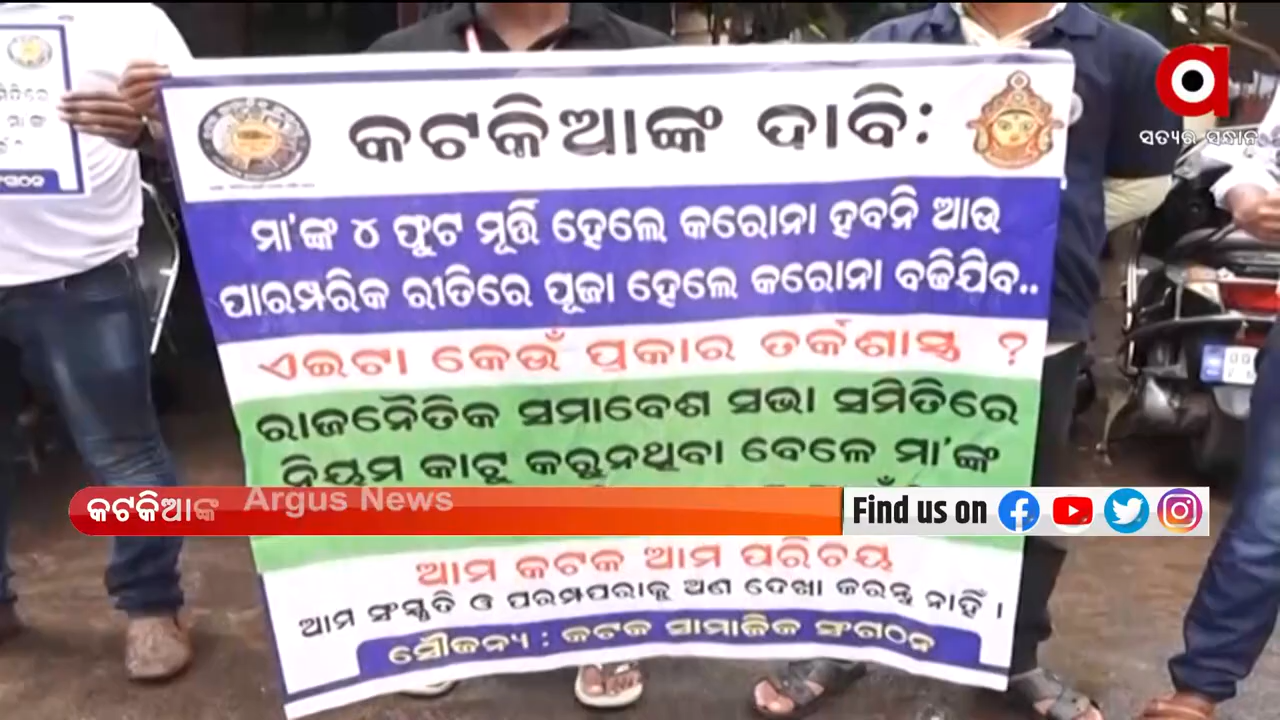 କଟକିଆଙ୍କ ଦାବି:
ମା'ଙ୍କ ୪ ଫୁଟ ମୂର୍ତ୍ତି ହେଲେ କରୋନା ହବନି ଆଉ
ପାରମ୍ପରିକ ରୀତିରେ ପୂଜା ହେଲେ କରୋନା ବଢିଯିବ..
ଏଇଟା କେଉଁ ପ୍ରକାର ତର୍କଶାସ୍ତ୍ର ?
ରାଜନୈତିକ ସମାବେଶ ସଭା ସମିତିରେ
ନିୟମ କାଟୁ କରୁନଥିବା ବେଳେ ମା'ଙ୍କ
ଆମ କଟକ ଆମ ପରିଚୟ
ଆମ ସଂସ୍କୃତି ଓ ପରମ୍ପରାକୁ ଅଣ ଦେଖା କରନ୍ତୁ ନାହିଁ ।
ସୌଜନ୍ୟ : କଟକ ସାମାଜିକ ସଂଗଠନ
a
ସତ୍ୟର ସନ୍ଧାନ
କଟକିଆଙ୍କ
Argus News
Find us on